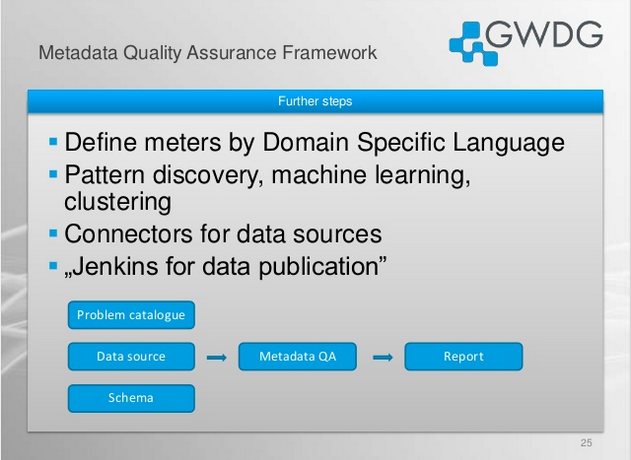 GWDG
Metadata Quality Assurance Framework
Further steps
Define meters by Domain Specific Language
Pattern discovery, machine learning,
clustering
Connectors for data sources
„Jenkins for data publication”
Problem catalogue
Data source
Metadata QA
Report
Schema
25